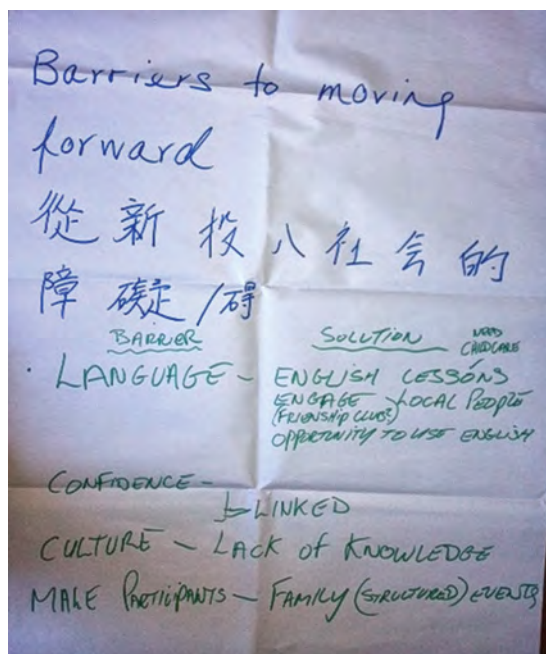 Barriers to moving
forward
從新投入社会的
障礙/碍
BARRIER SOLUTION NEED CHILDCARE
LANGUAGE - ENGLISH LESSONS
ENGAGE LOCAL PEOPLE
(FRIENSHIP CLUBS)
OPPORTUNITY TO USE ENGLISH
CONFIDENCE -
LINKED
CULTURE - LACK OF KNOWLEDGE
MALE PARTICIPANTS - FAMILY (STRUCTURED) EVENTS